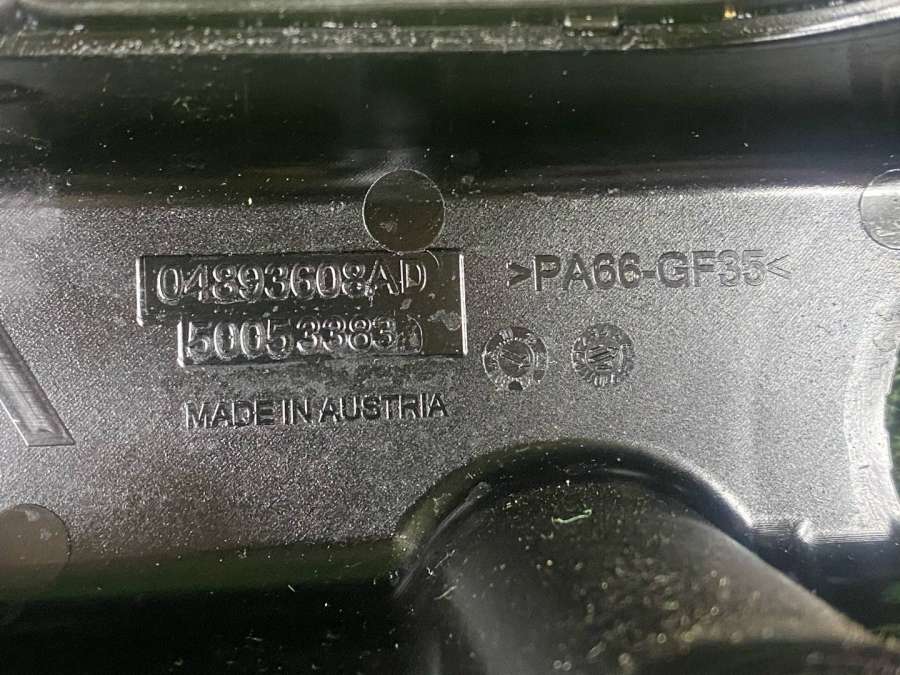 04893608AD
50053383
>PA66-GF35<
MADE IN AUSTRIA